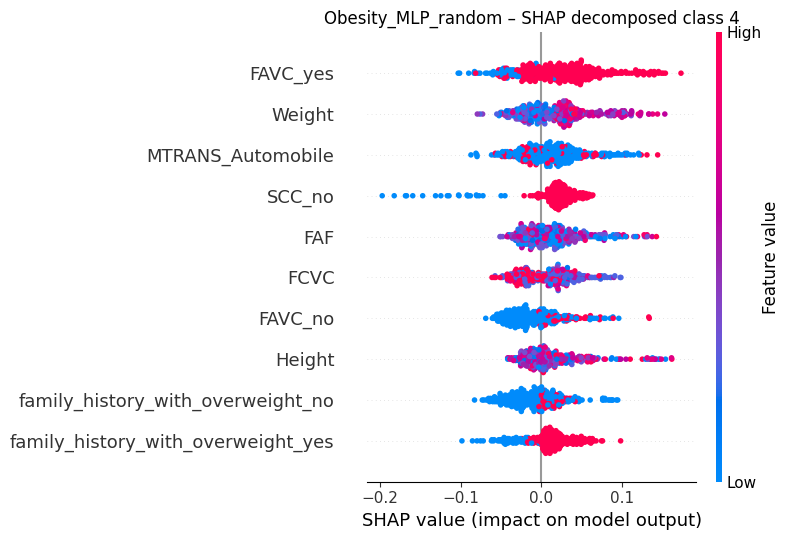 Obesity_MLP_random – SHAP decomposed class 4
High
FAVC_yes
Weight
MTRANS_Automobile
SCC_no
FAF
FCVC
FAVC_no
Height
family_history_with_overweight_no
family_history_with_overweight_yes
Feature value
Low
−0.2 −0.1 0.0 0.1
SHAP value (impact on model output)